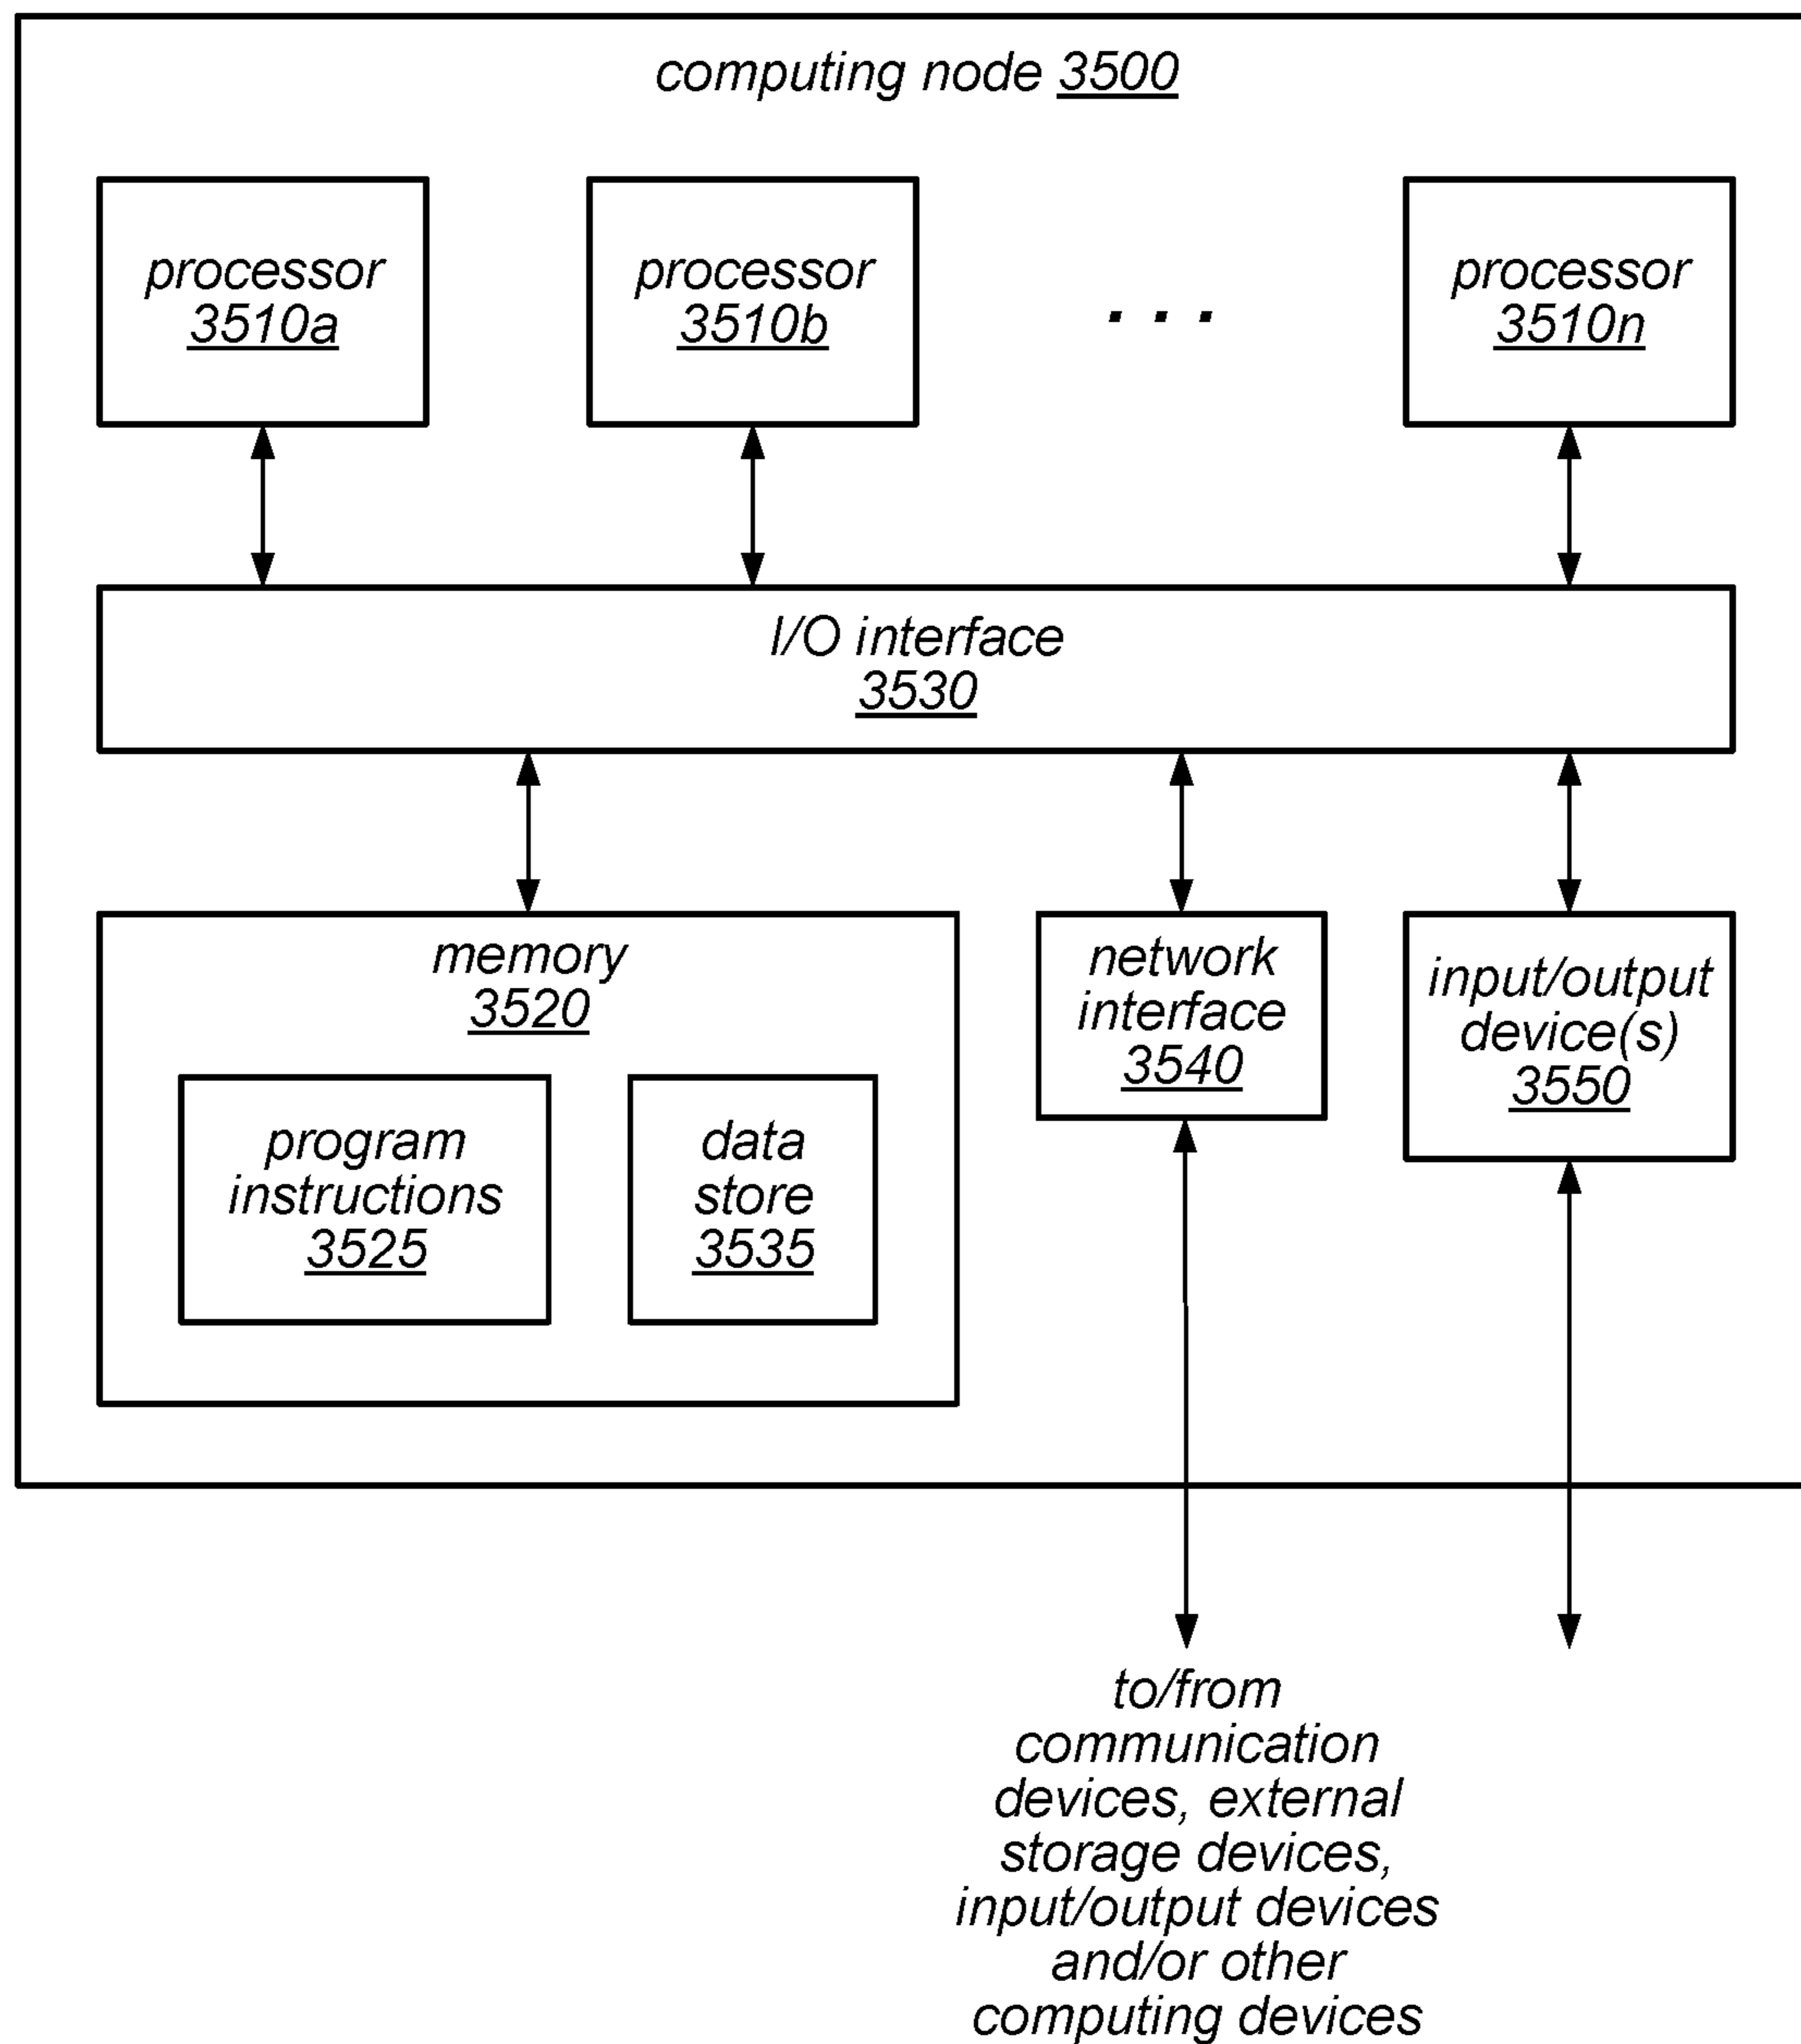 computing node 3500
processor
3510a
processor
3510b
. . .
processor
3510n
I/O interface
3530
memory
3520
program
instructions
3525
data
store
3535
network
interface
3540
input/output
device(s)
3550
to/from
communication
devices, external
storage devices,
input/output devices
and/or other
computing devices